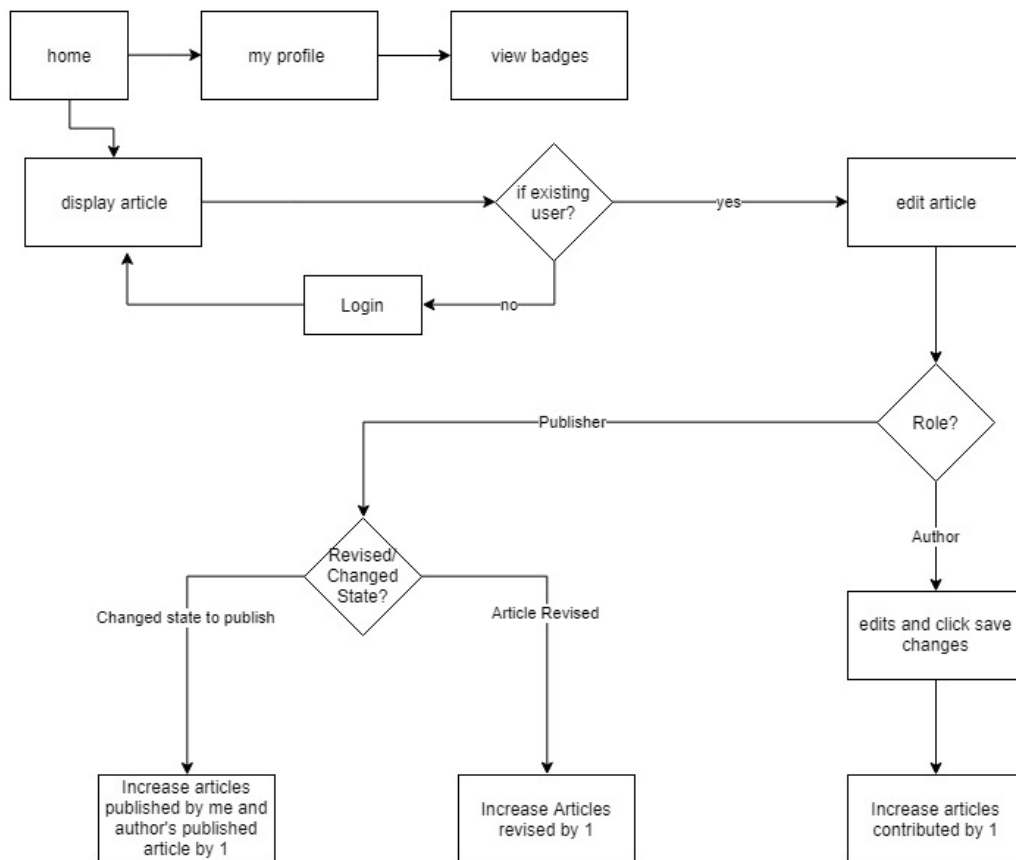 home
my profile
view badges
display article
if existing
user?
yes
edit article
Login
no
Publisher
Role?
Author
Revised/
Changed
State?
Changed state to publish
Article Revised
edits and click save
changes
Increase articles
published by me and
author's published
article by 1
Increase Articles
revised by 1
Increase articles
contributed by 1